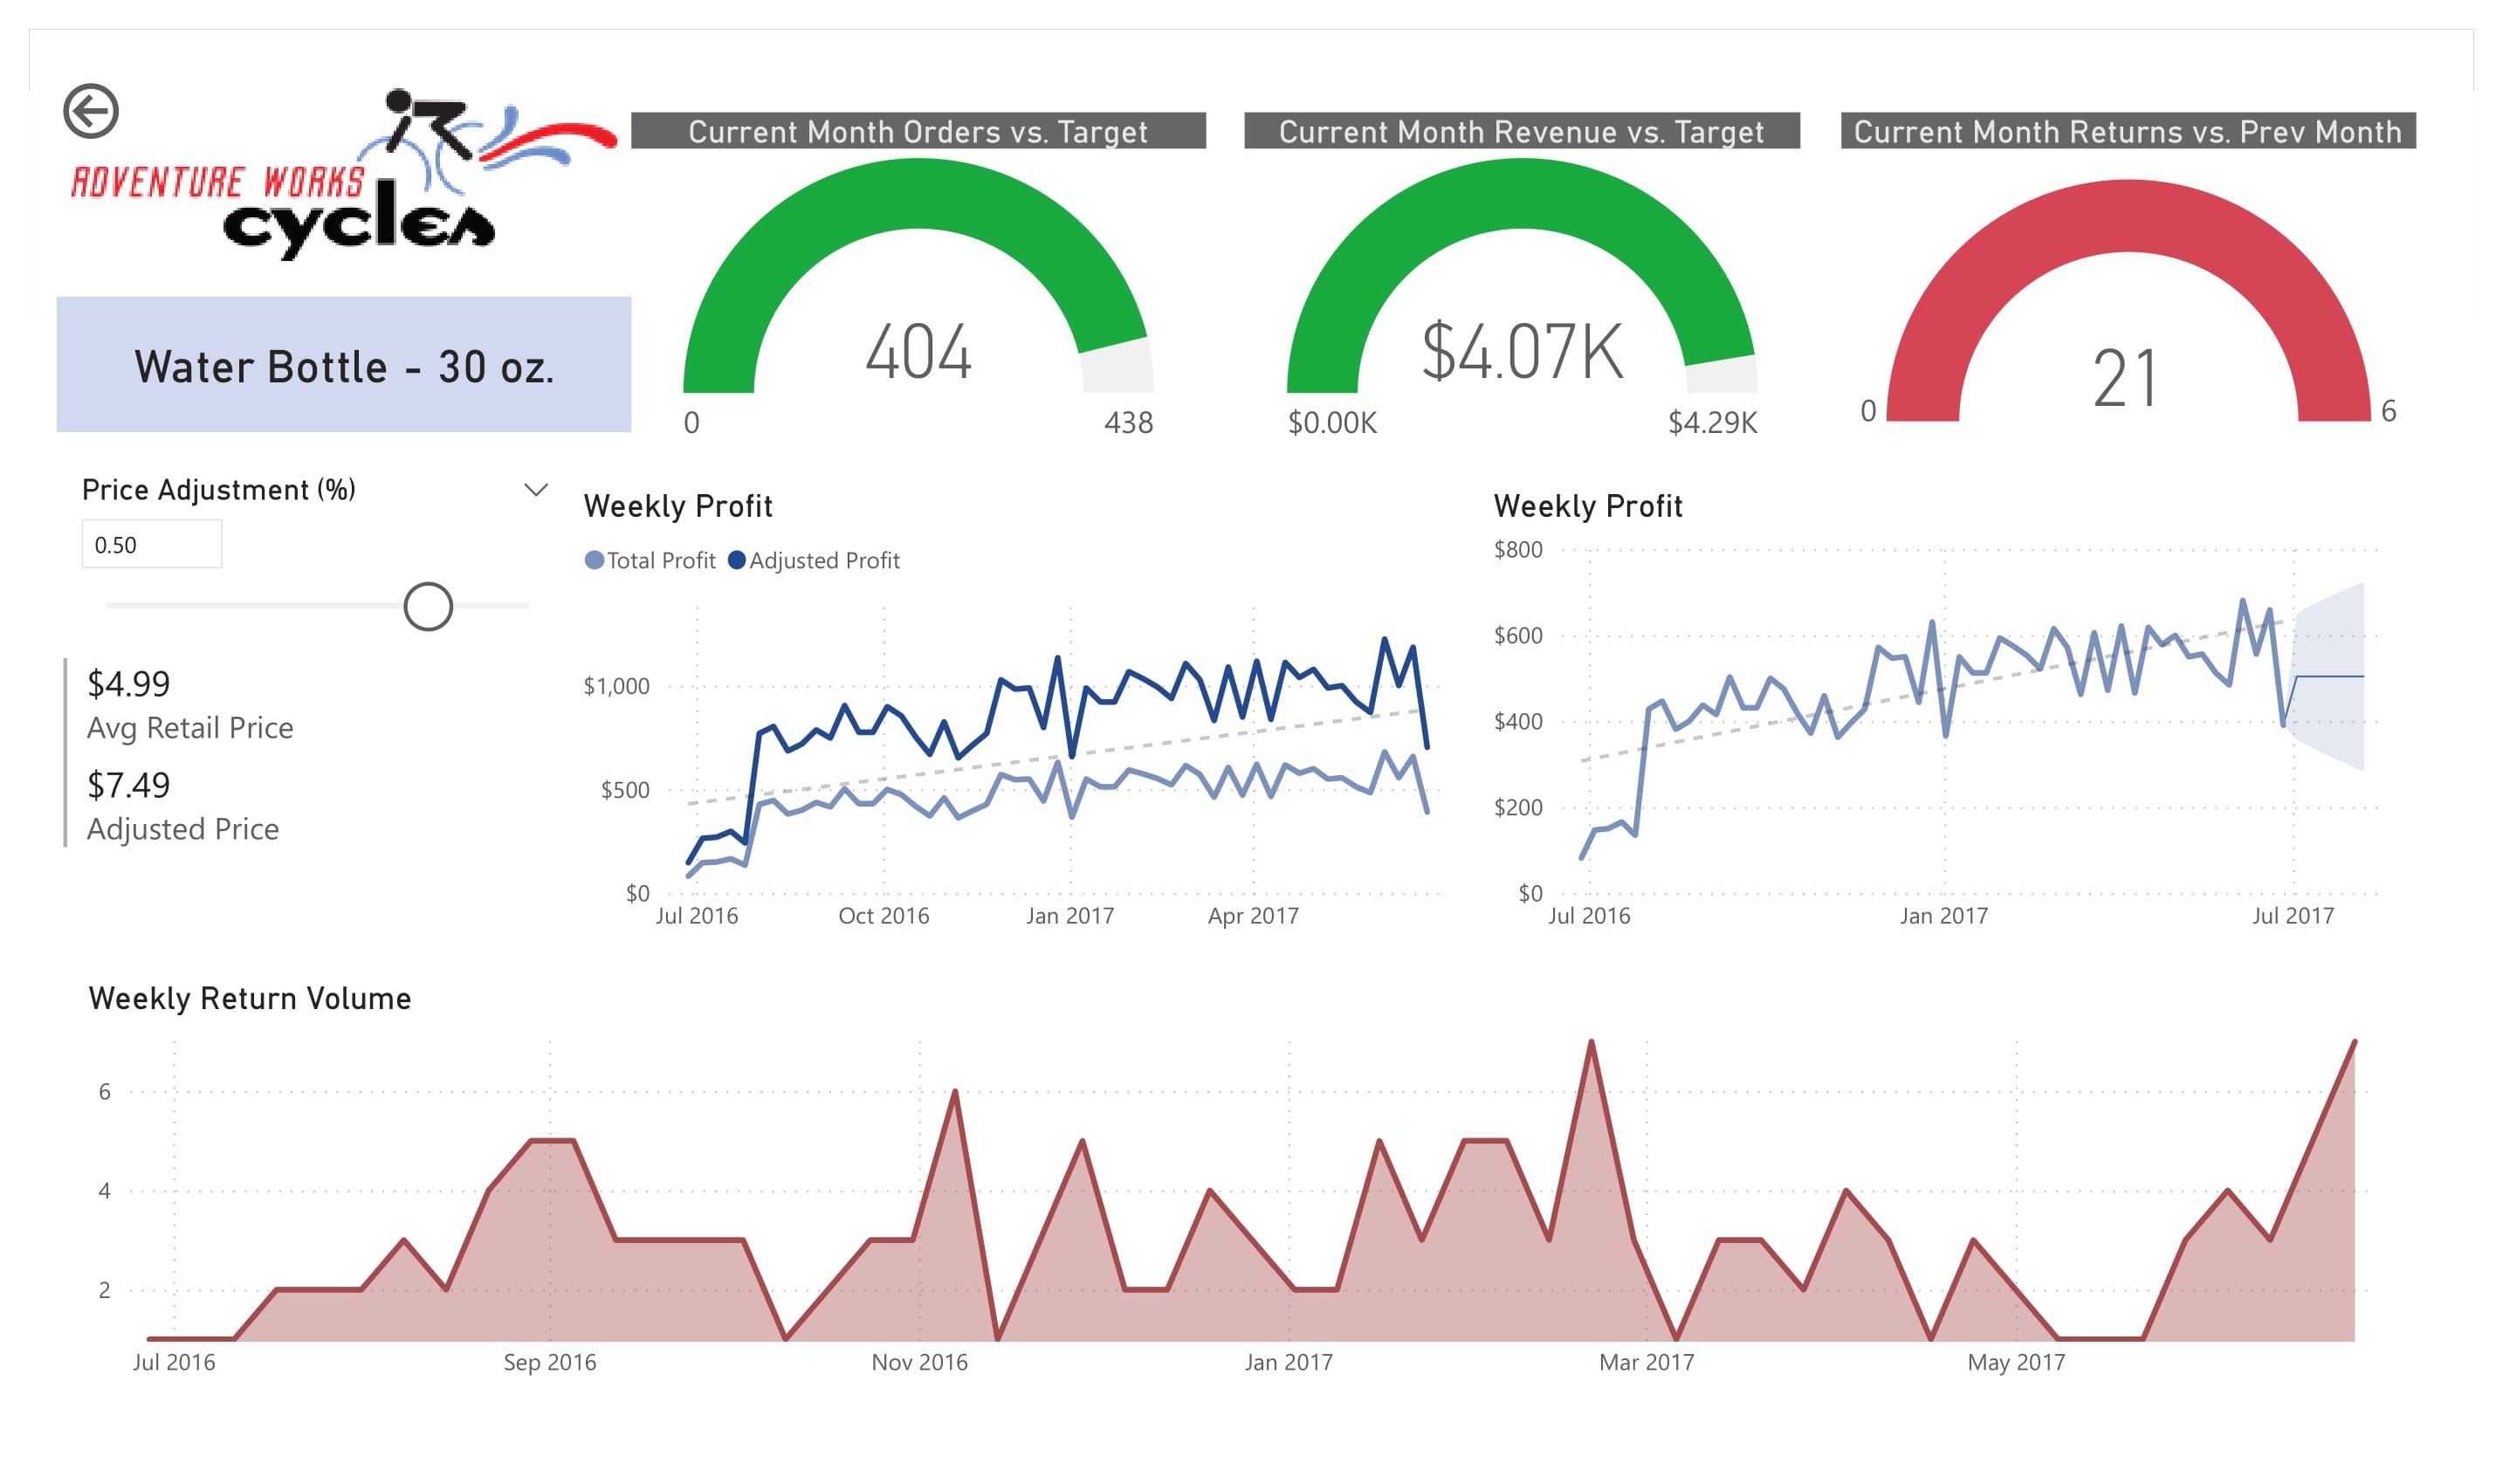 ADVENTURE WORKS
cycles
Current Month Orders vs. Target
Current Month Revenue vs. Target
Current Month Returns vs. Prev Month
404
0
438
$4.07K
$0.00K
$4.29K
21
0
6
Water Bottle - 30 oz.
Price Adjustment (%)
0.50
$4.99
Avg Retail Price
$7.49
Adjusted Price
Weekly Profit
Total Profit
Adjusted Profit
$1,000
$500
$0
Jul 2016
Oct 2016
Jan 2017
Apr 2017
Weekly Profit
$800
$600
$400
$200
$0
Jul 2016
Jan 2017
Jul 2017
Weekly Return Volume
6
4
2
Jul 2016
Sep 2016
Nov 2016
Jan 2017
Mar 2017
May 2017